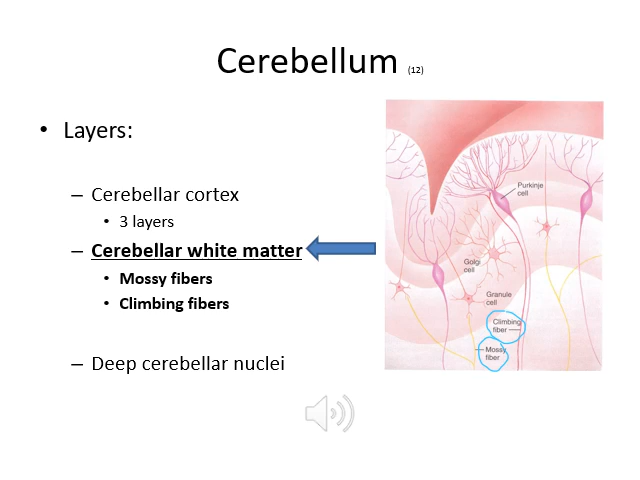 Cerebellum (12)
• Layers:
– Cerebellar cortex
• 3 layers
– Cerebellar white matter
• Mossy fibers
• Climbing fibers
– Deep cerebellar nuclei
Purkinje
cell
Golgi
cell
Granule
cell
Climbing
fiber
Mossy
fiber